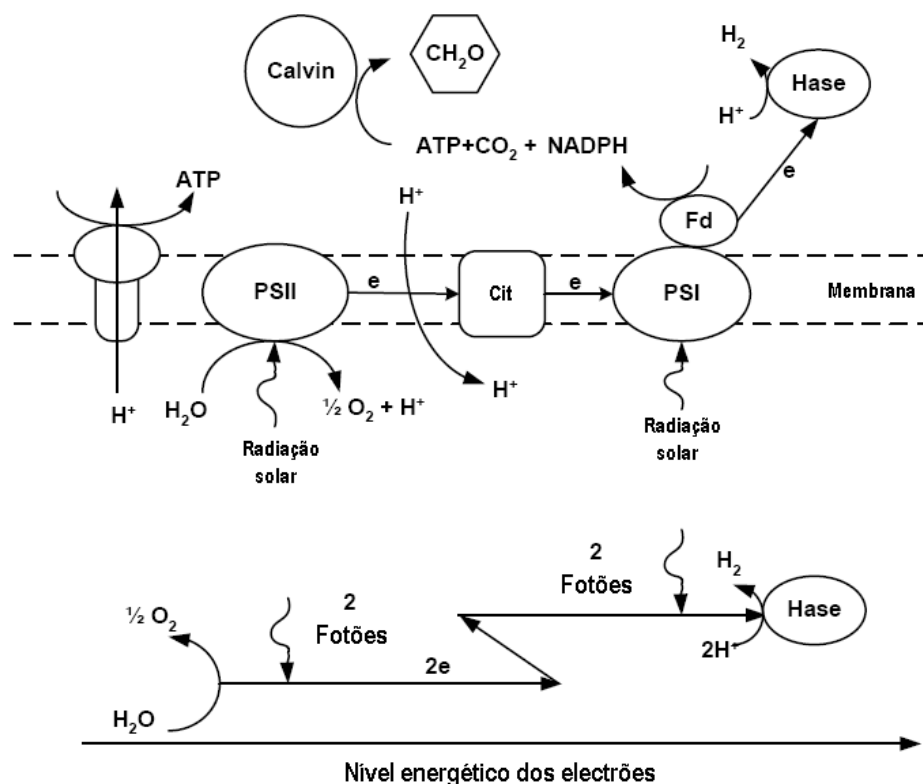 H₂
Calvin
CH₂O
Hase
H⁺
ATP+CO₂ + NADPH
e
ATP
H⁺
Fd
PSII
e
Cit
e
PSI
Membrana
H⁺
H₂O
½ O₂ + H⁺
H⁺
Radiação
solar
Radiação
solar
2
Fotões
H₂
½ O₂
2
Fotões
Hase
2H⁺
2e
H₂O
Nível energético dos electrões